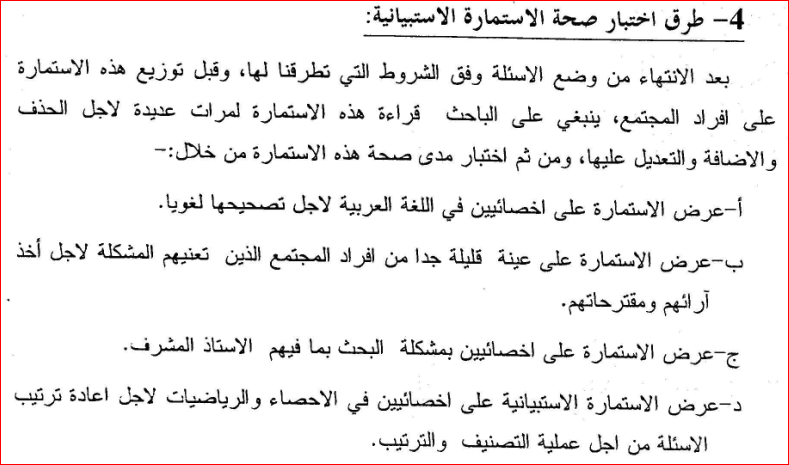 4- طرق اختبار صحة الاستمارة الاستبيانية:
بعد الانتهاء من وضع الاسئلة وفق الشروط التي تطرقنا لها، وقبل توزيع هذه الاستمارة
على افراد المجتمع، ينبغي على الباحث قراءة هذه الاستمارة لمرات عديدة لاجل الحذف
والاضافة والتعديل عليها، ومن ثم اختبار مدى صحة هذه الاستمارة من خلال:-
أ-عرض الاستمارة على اخصائيين في اللغة العربية لاجل تصحيحها لغويا.
ب-عرض الاستمارة على عينة قليلة جدا من افراد المجتمع الذين تعنيهم المشكلة لاجل أخذ
آرائهم ومقترحاتهم.
ج-عرض الاستمارة على اخصائيين بمشكلة البحث بما فيهم الاستاذ المشرف.
د-عرض الاستمارة الاستبيانية على اخصائيين في الاحصاء والرياضيات لاجل اعادة ترتيب
الاسئلة من اجل عملية التصنيف والترتيب.